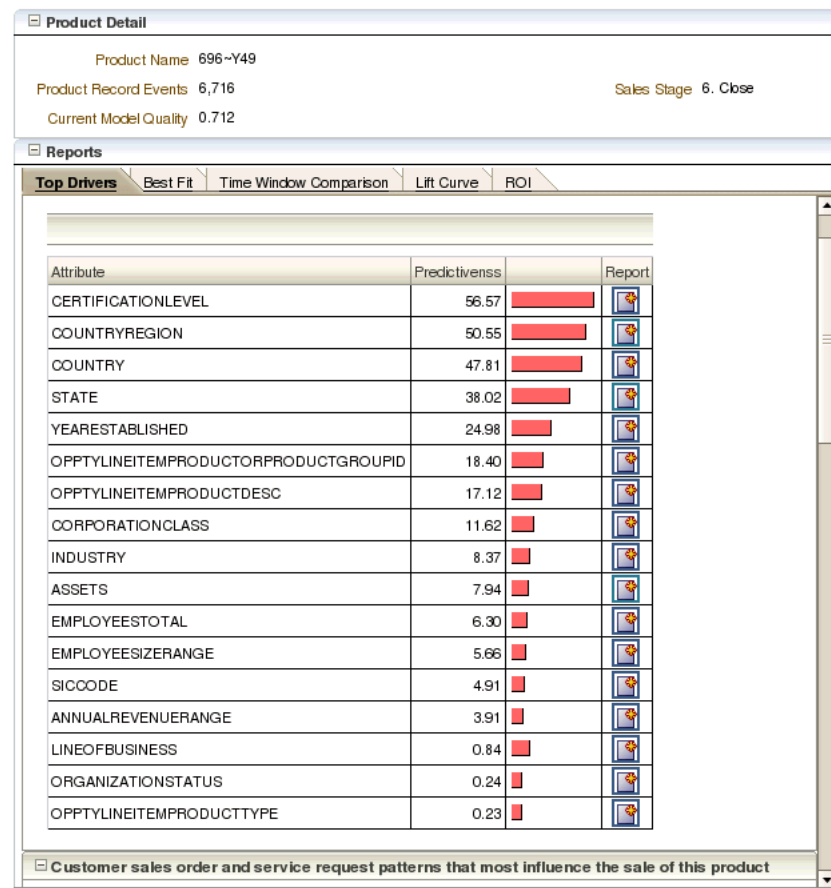 Product Detail
Product Name 696~Y49
Product Record Events 6,716 Sales Stage 6. Close
Current Model Quality 0.712
Reports
Top Drivers Best Fit Time Window Comparison Lift Curve ROI
Attribute Predictivenss Report
CERTIFICATIONLEVEL 56.57
COUNTRYREGION 50.55
COUNTRY 47.81
STATE 38.02
YEARESTABLISHED 24.98
OPPTYLINEITEMPRODUCTORPRODUCTGROUPID 18.40
OPPTYLINEITEMPRODUCTDESC 17.12
CORPORATIONCLASS 11.62
INDUSTRY 8.37
ASSETS 7.94
EMPLOYEESTOTAL 6.30
EMPLOYEESIZERANGE 5.66
SICCODE 4.91
ANNUALREVENUERANGE 3.91
LINEOFBUSINESS 0.84
ORGANIZATIONSTATUS 0.24
OPPTYLINEITEMPRODUCTTYPE 0.23
Customer sales order and service request patterns that most influence the sale of this product